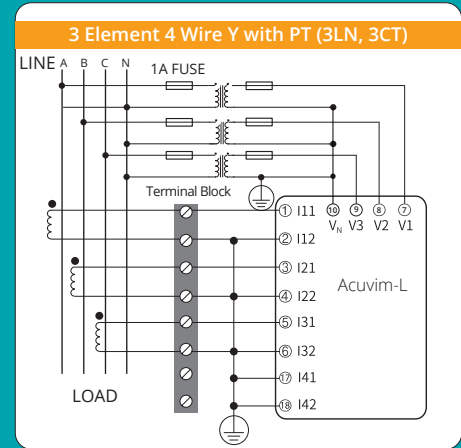 3 Element 4 Wire Y with PT (3LN, 3CT)
LINE A B C N
1A FUSE
Terminal Block
① I11
② I12
③ I21
④ I22
⑤ I31
⑥ I32
⑰ I41
⑱ I42
⑩ ⑨ ⑧ ⑦
VN V3 V2 V1
Acuvim-L
LOAD